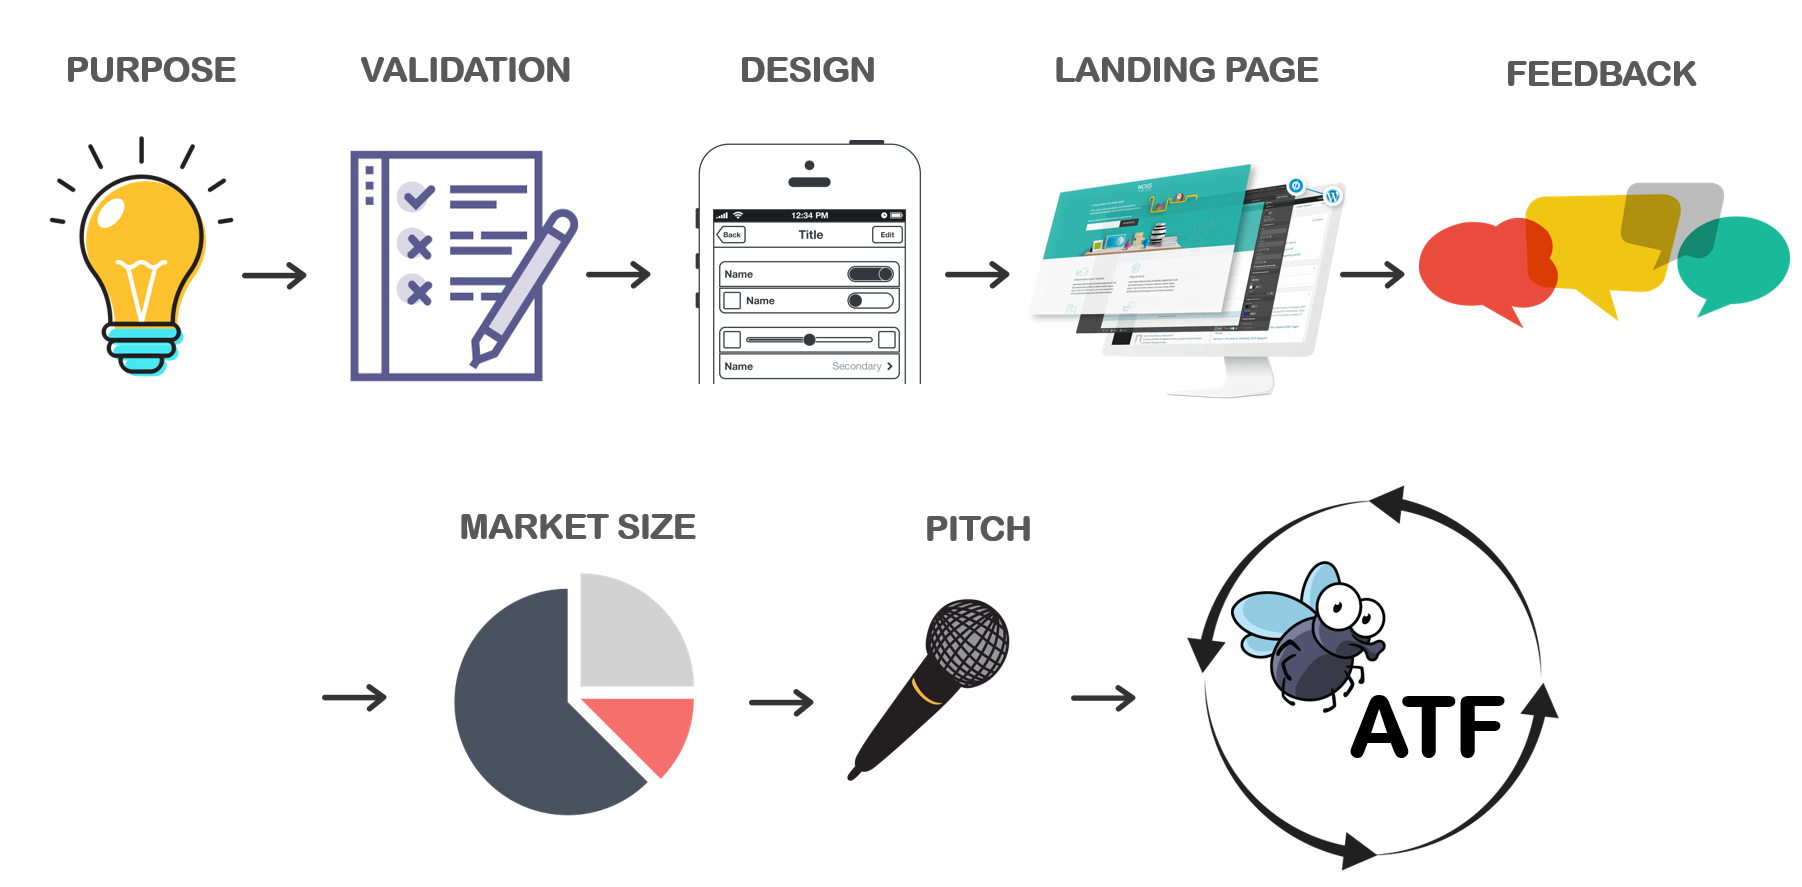 PURPOSE
VALIDATION
DESIGN
LANDING PAGE
FEEDBACK
12:34 PM
Back
Title
Edit
Name
Name
Name
Secondary
MOSS
MARKET SIZE
PITCH
ATF